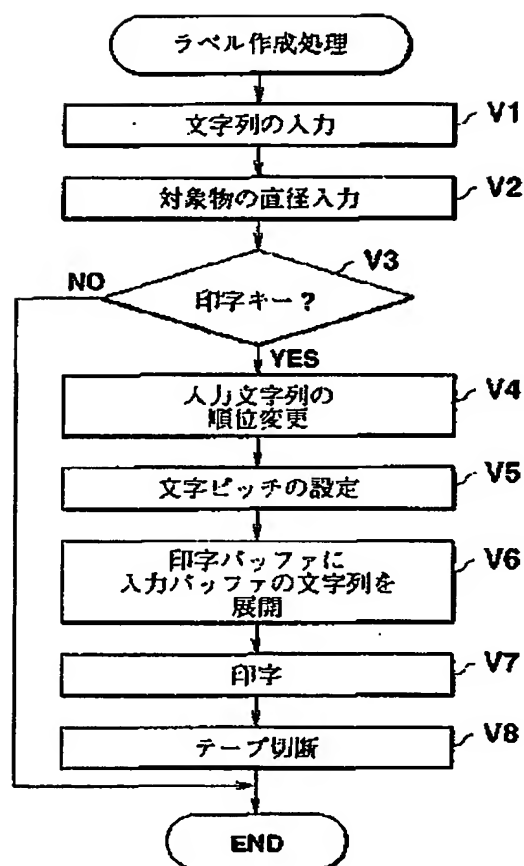 ラベル作成処理
文字列の入力
V1
対象物の直径入力
V2
V3
NO
印字キー?
YES
入力文字列の
順位変更
V4
文字ピッチの設定
V5
印字バッファに
入力バッファの文字列を
展開
V6
印字
V7
テープ切断
V8
END